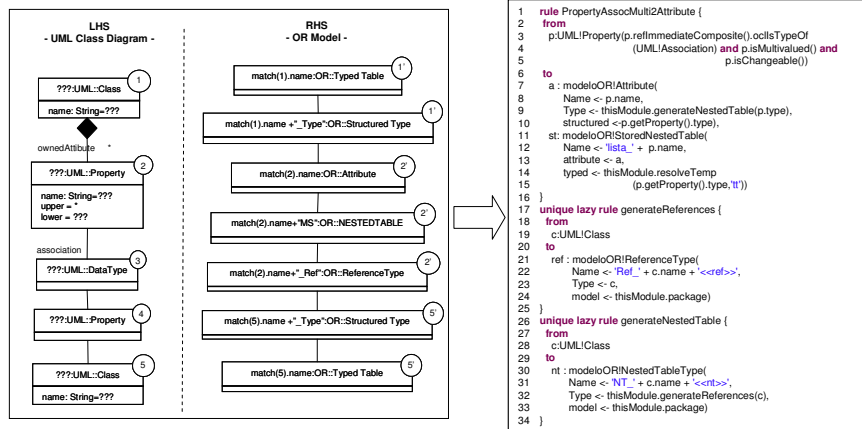 LHS
- UML Class Diagram -
???:UML::Class
1
name: String=???
ownedAttibute *
???:UML::Property
2
name: String=???
upper = *
lower = ???
association
???:UML::DataType
3
???:UML::Property
4
???:UML::Class
5
name: String=???
RHS
- OR Model -
match(1).name:OR::Typed Table
1'
match(1).name +"_Type":OR::Structured Type
1'
match(2).name:OR::Attribute
2'
match(2).name+"MS":OR::NESTEDTABLE
2'
match(2).name+"_Ref":OR::ReferenceType
2'
match(5).name +"_Type":OR::Structured Type
5'
match(5).name:OR::Typed Table
5'
1 rule PropertyAssocMulti2Attribute {
2 from
3 p:UML!Property(p.refImmediateComposite().oclIsTypeOf
4 (UML!Association) and p.isMultivalued() and
5 p.isChangeable())
6 to
7 a : modeloOR!Attribute(
8 Name <- p.name,
9 Type <- thisModule.generateNestedTable(p.type),
10 structured <-p.getProperty().type),
11 st: modeloOR!StoredNestedTable(
12 Name <- 'lista_' + p.name,
13 attribute <- a,
14 typed <- thisModule.resolveTemp
15 (p.getProperty().type,'tt'))
16 }
17 unique lazy rule generateReferences {
18 from
19 c:UML!Class
20 to
21 ref : modeloOR!ReferenceType(
22 Name <- 'Ref_' + c.name + '<<ref>>',
23 Type <- c,
24 model <- thisModule.package)
25 }
26 unique lazy rule generateNestedTable {
27 from
28 c:UML!Class
29 to
30 nt : modeloOR!NestedTableType(
31 Name <- 'NT_' + c.name + '<<nt>>',
32 Type <- thisModule.generateReferences(c),
33 model <- thisModule.package)
34 }